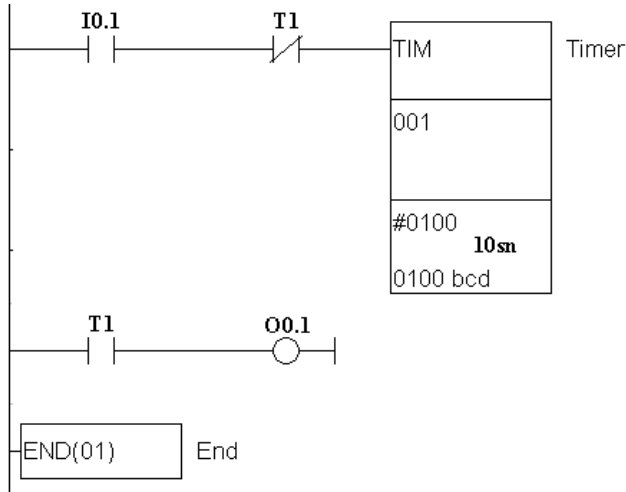 I0.1 T1
TIM Timer
001
#0100
10sn
0100 bcd
T1 O0.1
END(01) End